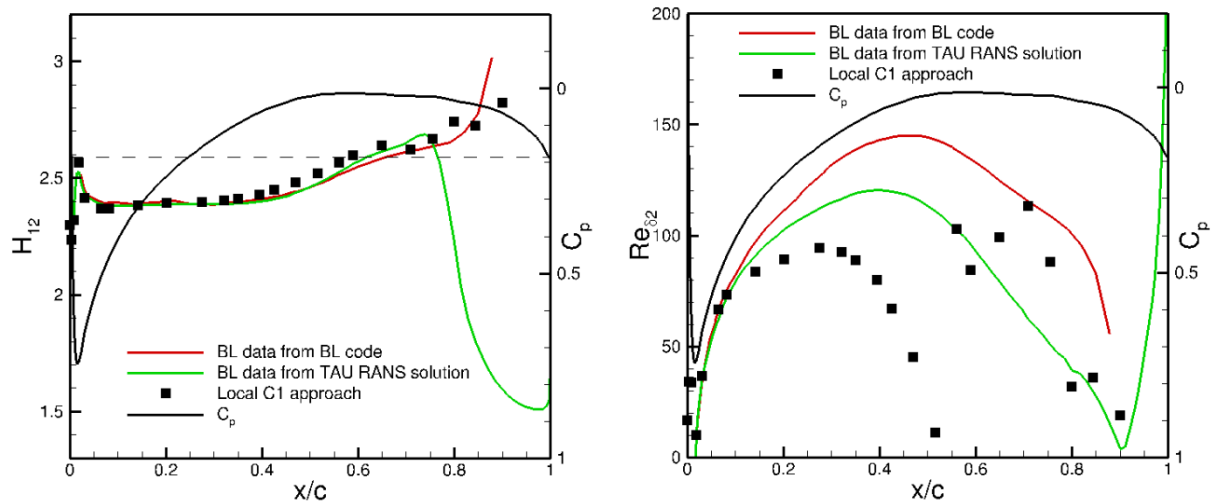 3
2.5
2
1.5
H12
0
0.2
0.4
0.6
0.8
1
x/c
0
0.5
1
Cp
BL data from BL code
BL data from TAU RANS solution
Local C1 approach
Cp
200
150
100
50
0
Reδ2
0
0.2
0.4
0.6
0.8
1
x/c
0
0.5
1
Cp
BL data from BL code
BL data from TAU RANS solution
Local C1 approach
Cp